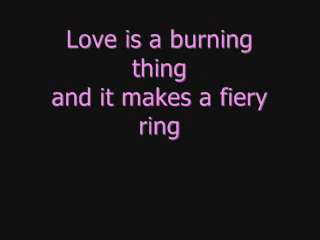 Love is a burning
thing
and it makes a fiery
ring